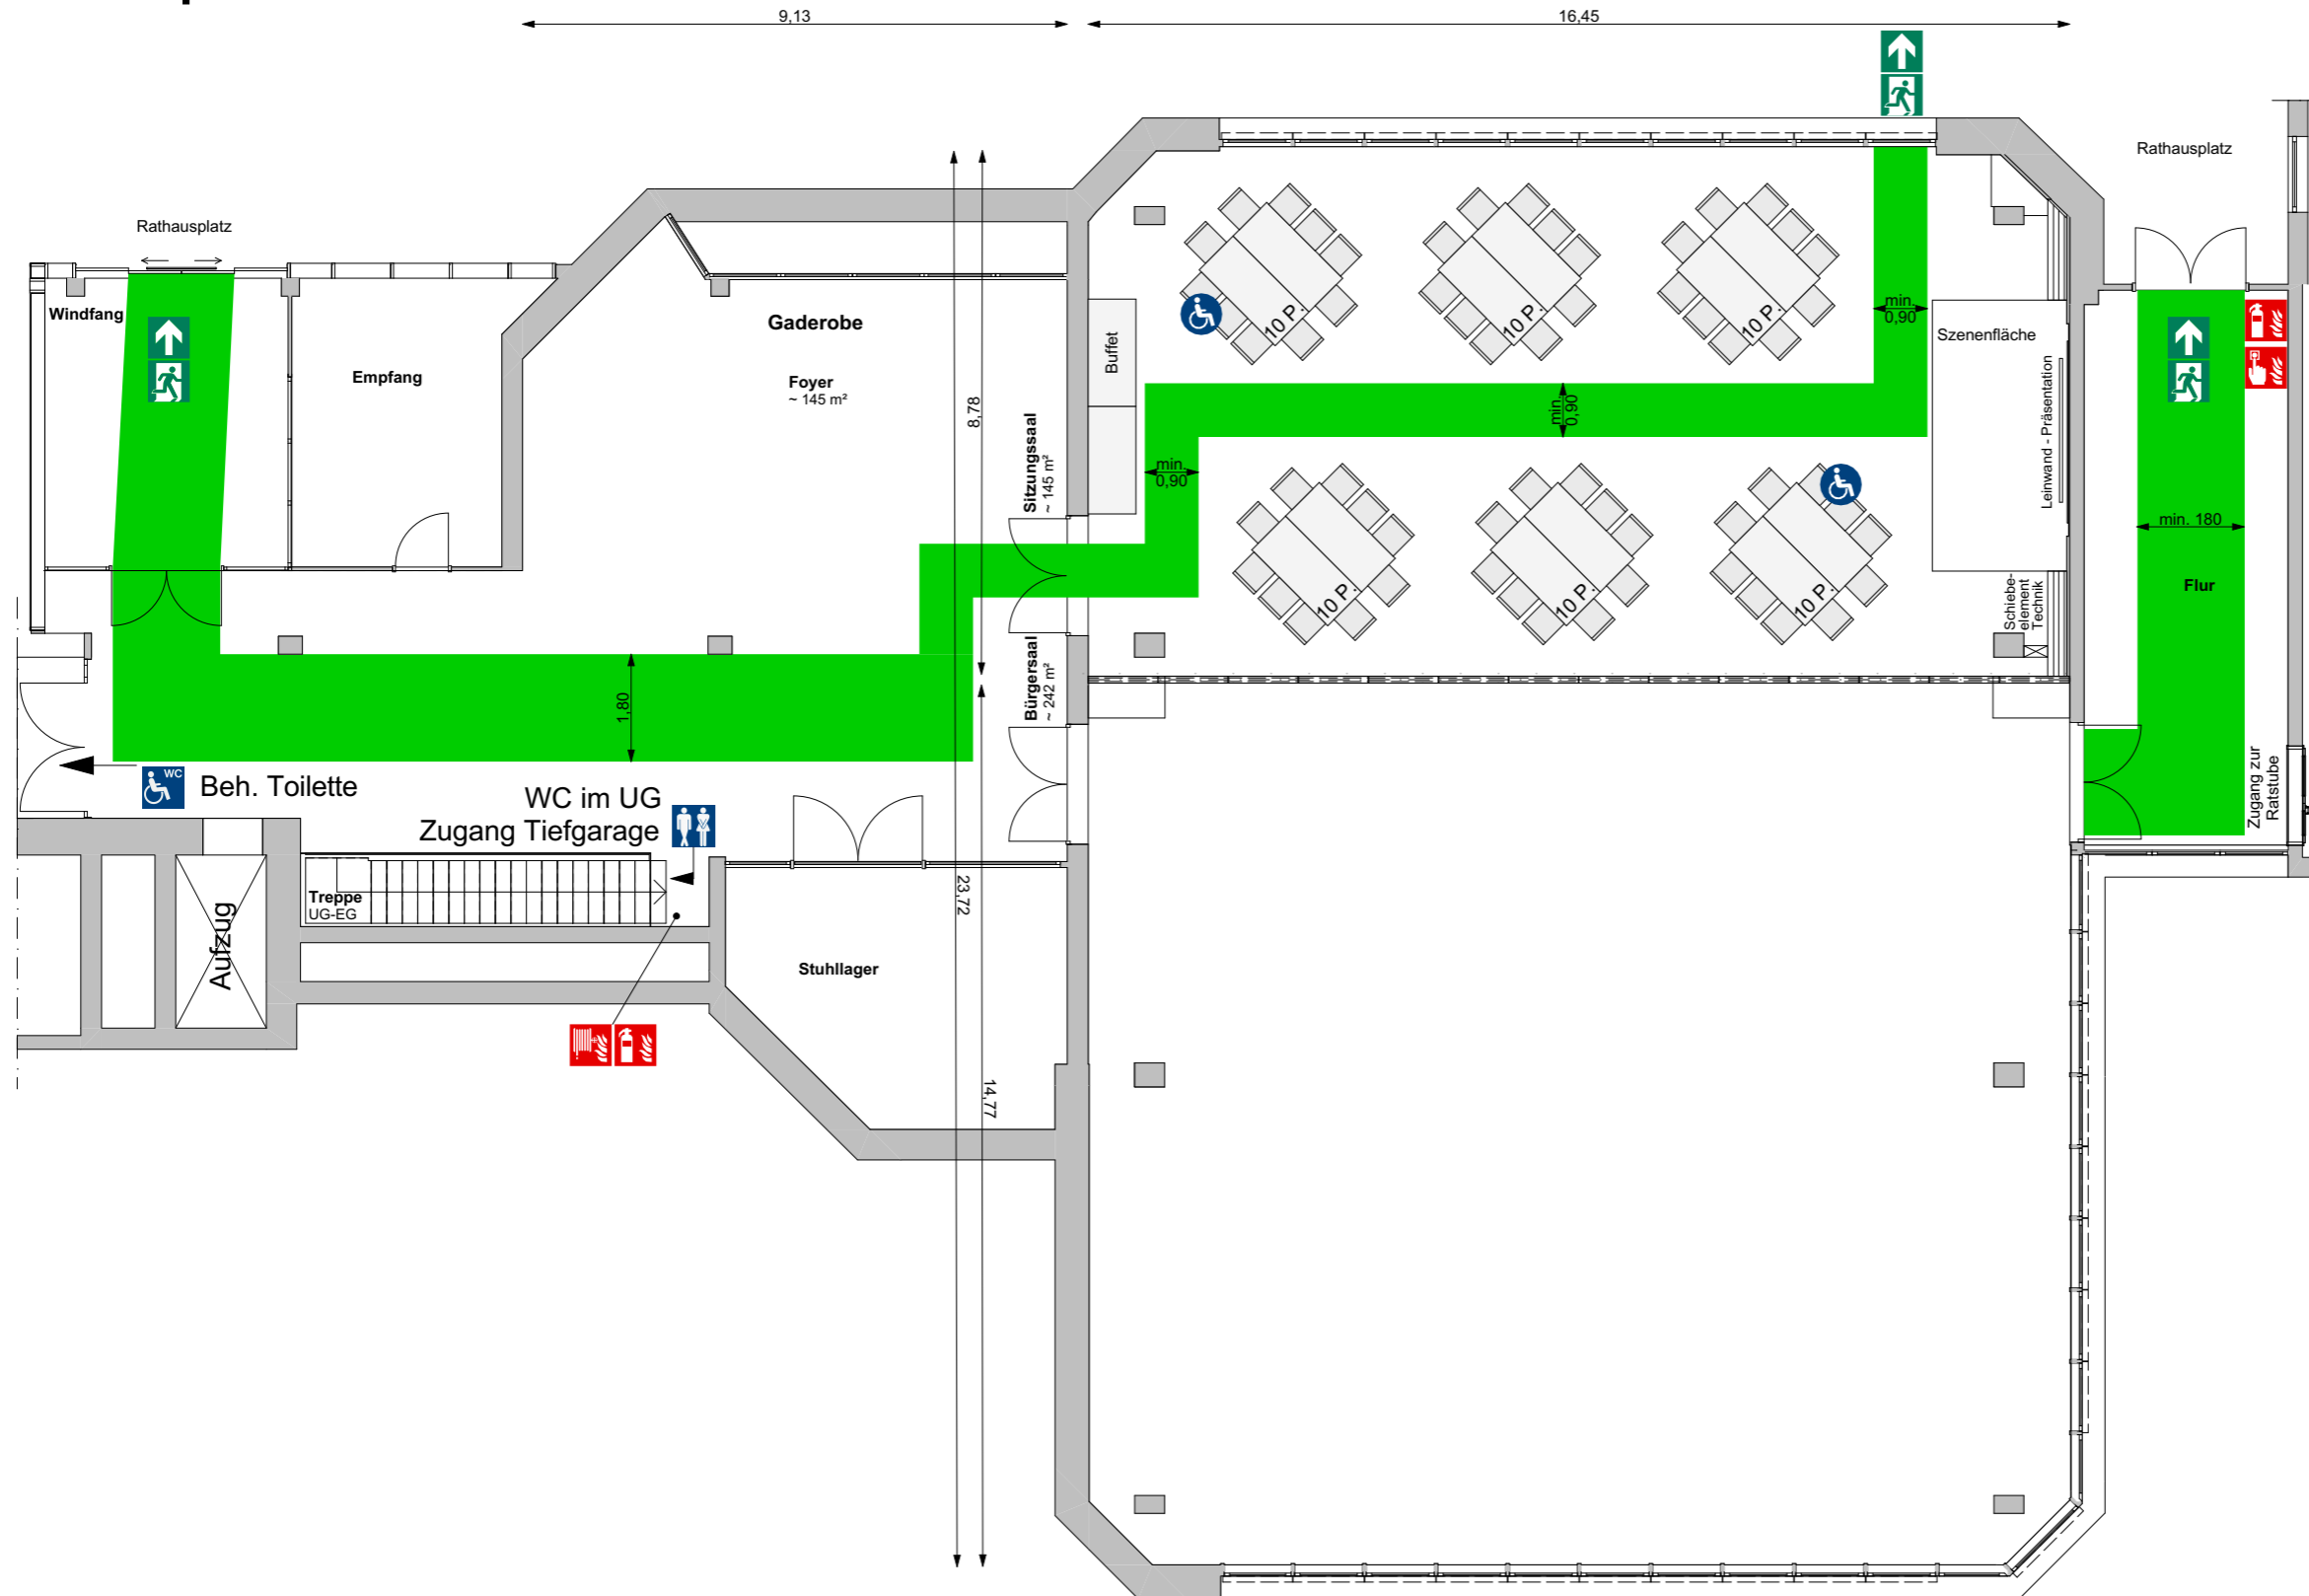 9,13
16,45
Rathausplatz
Rathausplatz
Windfang
Empfang
Gaderobe
Foyer
~ 145 m²
8,78
Sitzungssaal
~ 145 m²
Buffet
10 P.
10 P.
10 P.
min.
0,90
min.
0,90
min.
0,90
Szenenfläche
Leinwand - Präsentation
min. 180
Flur
10 P.
10 P.
10 P.
Schiebe-
element
Technik
Bürgersaal
~ 242 m²
1,80
WC
Beh. Toilette
WC im UG
Zugang Tiefgarage
Zugang zur
Ratstube
Treppe
UG-EG
Aufzug
23,72
Stuhllager
14,77